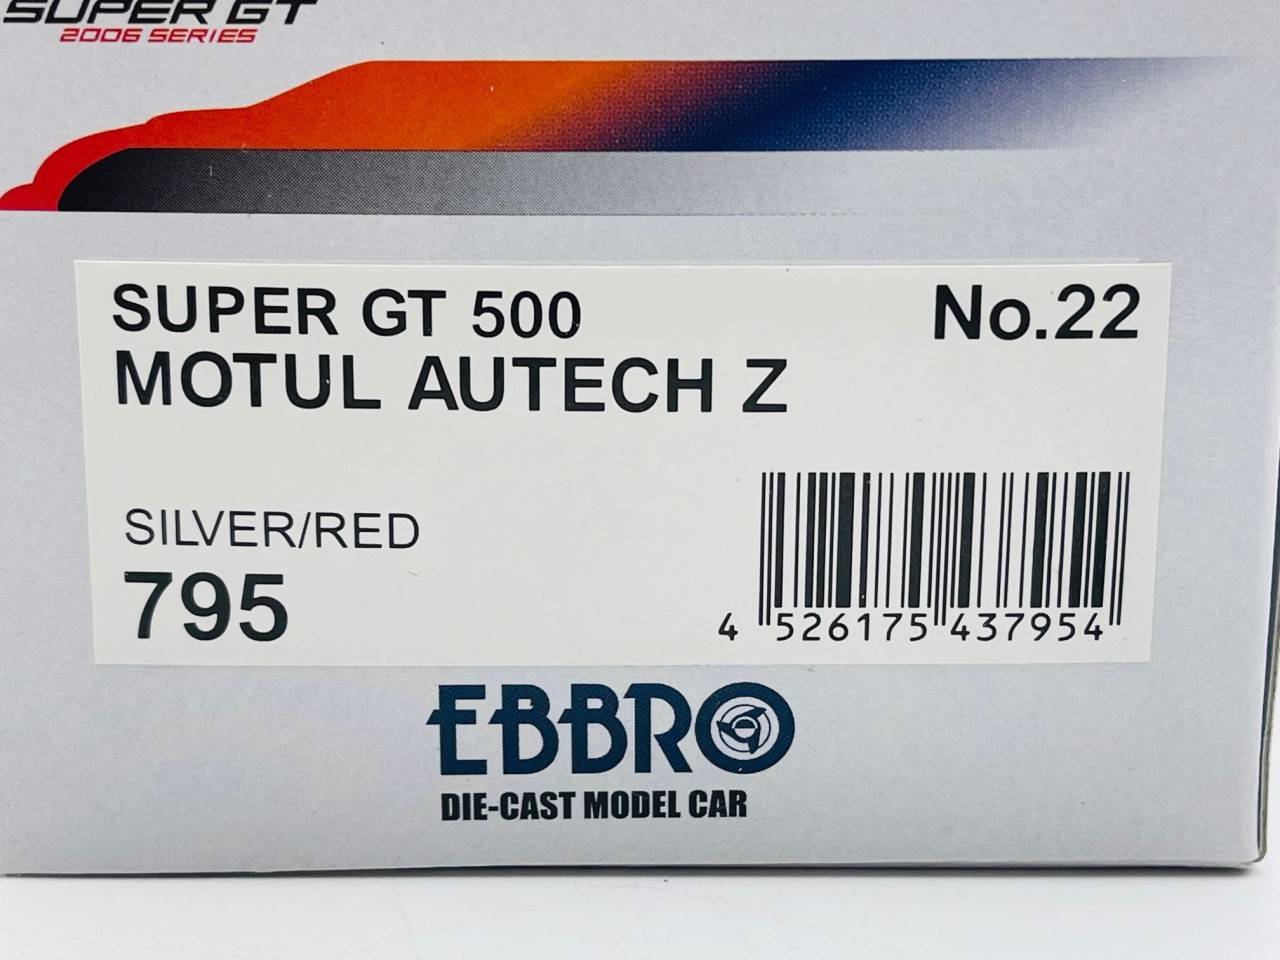 SUPER GT
2006 SERIES
SUPER GT 500 No.22
MOTUL AUTECH Z
SILVER/RED
795
4 526175 437954
EBBRO
DIE-CAST MODEL CAR